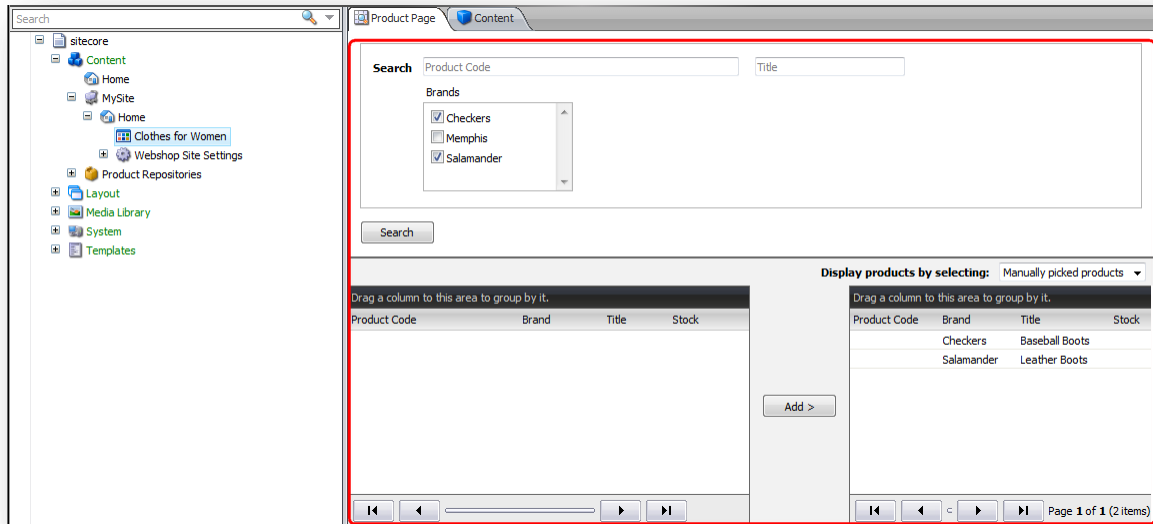 Search
sitecore
Content
Home
MySite
Home
Clothes for Women
Webshop Site Settings
Product Repositories
Layout
Media Library
System
Templates
Product Page Content
Search Product Code Title
Brands
Checkers
Memphis
Salamander
Search
Display products by selecting: Manually picked products
Drag a column to this area to group by it.
Product Code Brand Title Stock
Add >
Drag a column to this area to group by it.
Product Code Brand Title Stock
Checkers Baseball Boots
Salamander Leather Boots
Page 1 of 1 (2 items)